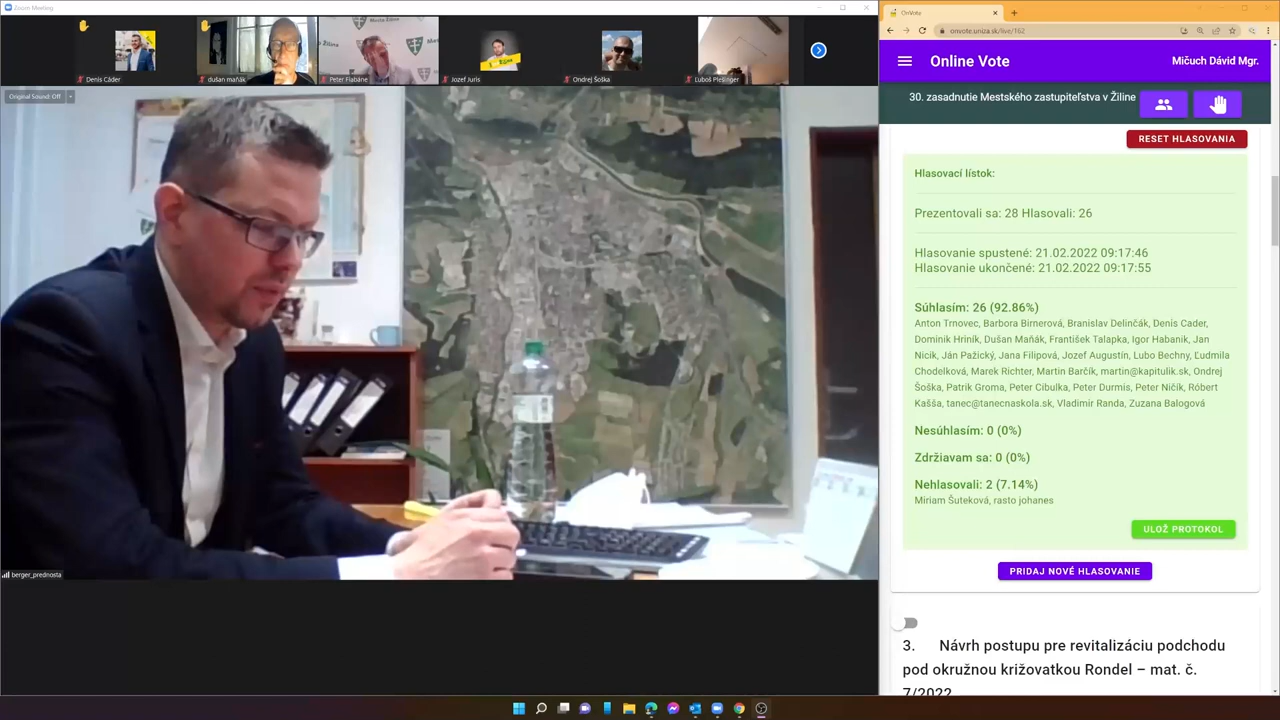 Zoom Meeting
Denis Cáder
dušan maňák
Peter Fiabáne
Jozef Juris
Ondrej Šoška
Ľuboš Plešinger
Original Sound: Off
berger_prednosta
OnVote
onvote.uniza.sk/live/162
Online Vote
Mičuch Dávid Mgr.
30. zasadnutie Mestského zastupiteľstva v Žiline
RESET HLASOVANIA
Hlasovací lístok:
Prezentovali sa: 28 Hlasovali: 26
Hlasovanie spustené: 21.02.2022 09:17:46
Hlasovanie ukončené: 21.02.2022 09:17:55
Súhlasím: 26 (92.86%)
Anton Trnovec, Barbora Birnerová, Branislav Delinčák, Denis Cader,
Dominik Hriník, Dušan Maňák, František Talapka, Igor Habanik, Jan
Nicik, Ján Pažický, Jana Filipová, Jozef Augustín, Lubo Bechny, Ľudmila
Chodelková, Marek Richter, Martin Barčík, martin@kapitulik.sk, Ondrej
Šoška, Patrik Groma, Peter Cibulka, Peter Durmis, Peter Ničík, Róbert
Kašša, tanec@tanecnaskola.sk, Vladimir Randa, Zuzana Balogová
Nesúhlasím: 0 (0%)
Zdržiavam sa: 0 (0%)
Nehlasovali: 2 (7.14%)
Miriam Šuteková, rasto johanes
ULOŽ PROTOKOL
PRIDAJ NOVÉ HLASOVANIE
3. Návrh postupu pre revitalizáciu podchodu
pod okružnou križovatkou Rondel – mat. č.
7/2022